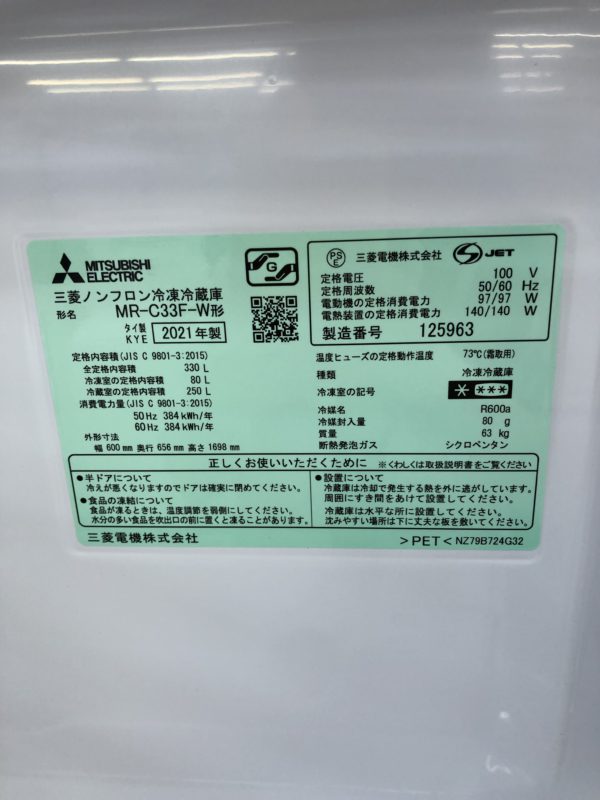 MITSUBISHI
ELECTRIC
G
三菱ノンフロン冷凍冷蔵庫
形名 MR-C33F-W形
タイ製
KYE 2021年製
定格内容積(JIS C 9801-3:2015)
全定格内容積 330 L
冷凍室の定格内容積 80 L
冷蔵室の定格内容積 250 L
消費電力量(JIS C 9801-3:2015)
50 Hz 384 kWh/年
60 Hz 384 kWh/年
外形寸法
幅 600 mm 奥行 656 mm 高さ 1698 mm
PS
E 三菱電機株式会社 JET
定格電圧 100 V
定格周波数 50/60 Hz
電動機の定格消費電力 97/97 W
電熱装置の定格消費電力 140/140 W
製造番号 125963
温度ヒューズの定格動作温度 73℃(霜取用)
種類 冷凍冷蔵庫
冷凍室の記号 * ***
冷媒名 R600a
冷媒封入量 80 g
質量 63 kg
断熱発泡ガス シクロペンタン
正しくお使いいただくために ※くわしくは取扱説明書をご覧ください
●半ドアについて
冷えが悪くなりますのでドアは確実に閉めてください。
●食品の凍結について
食品が凍るときは、温度調節を弱側にしてください。
水分の多い食品を吹出口の前に置くと凍ることがあります。
●設置について
冷蔵庫は冷却で発生する熱を外に逃がしています。
周囲にすき間をあけて設置してください。
冷蔵庫は水平な所に設置してください。
沈みやすい場所は下に丈夫な板を敷いてください。
三菱電機株式会社 >PET< NZ79B724G32